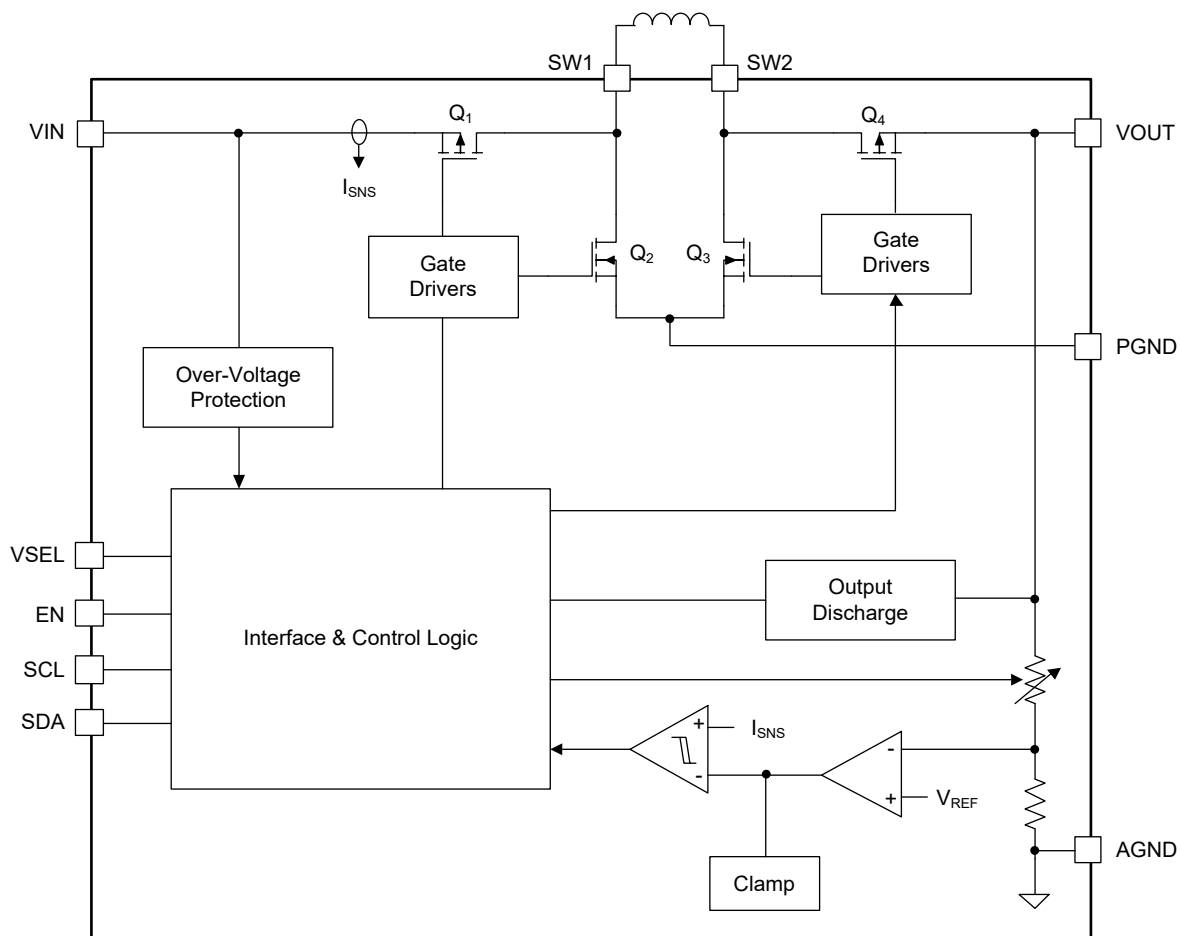 SW1
SW2
VIN
Q1
Q4
VOUT
ISNS
Gate
Drivers
Q2
Q3
Gate
Drivers
PGND
Over-Voltage
Protection
VSEL
EN
SCL
SDA
Interface & Control Logic
Output
Discharge
+
ISNS
-
-
+
VREF
Clamp
AGND